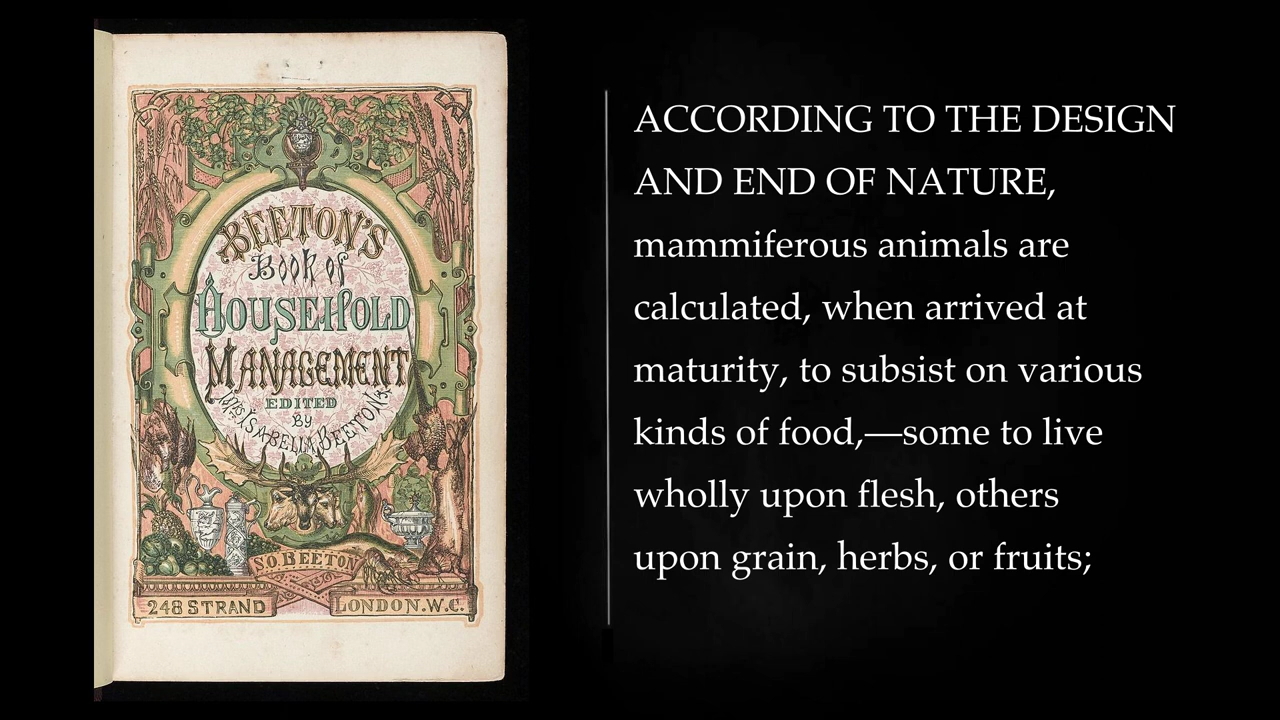 BEETON'S
Book of
HOUSEHOLD
MANAGEMENT
EDITED
By
MRS ISABELLA BEETON.
S.O. BEETON
248 STRAND
LONDON. W.C.
ACCORDING TO THE DESIGN
AND END OF NATURE,
mammiferous animals are
calculated, when arrived at
maturity, to subsist on various
kinds of food,—some to live
wholly upon flesh, others
upon grain, herbs, or fruits;